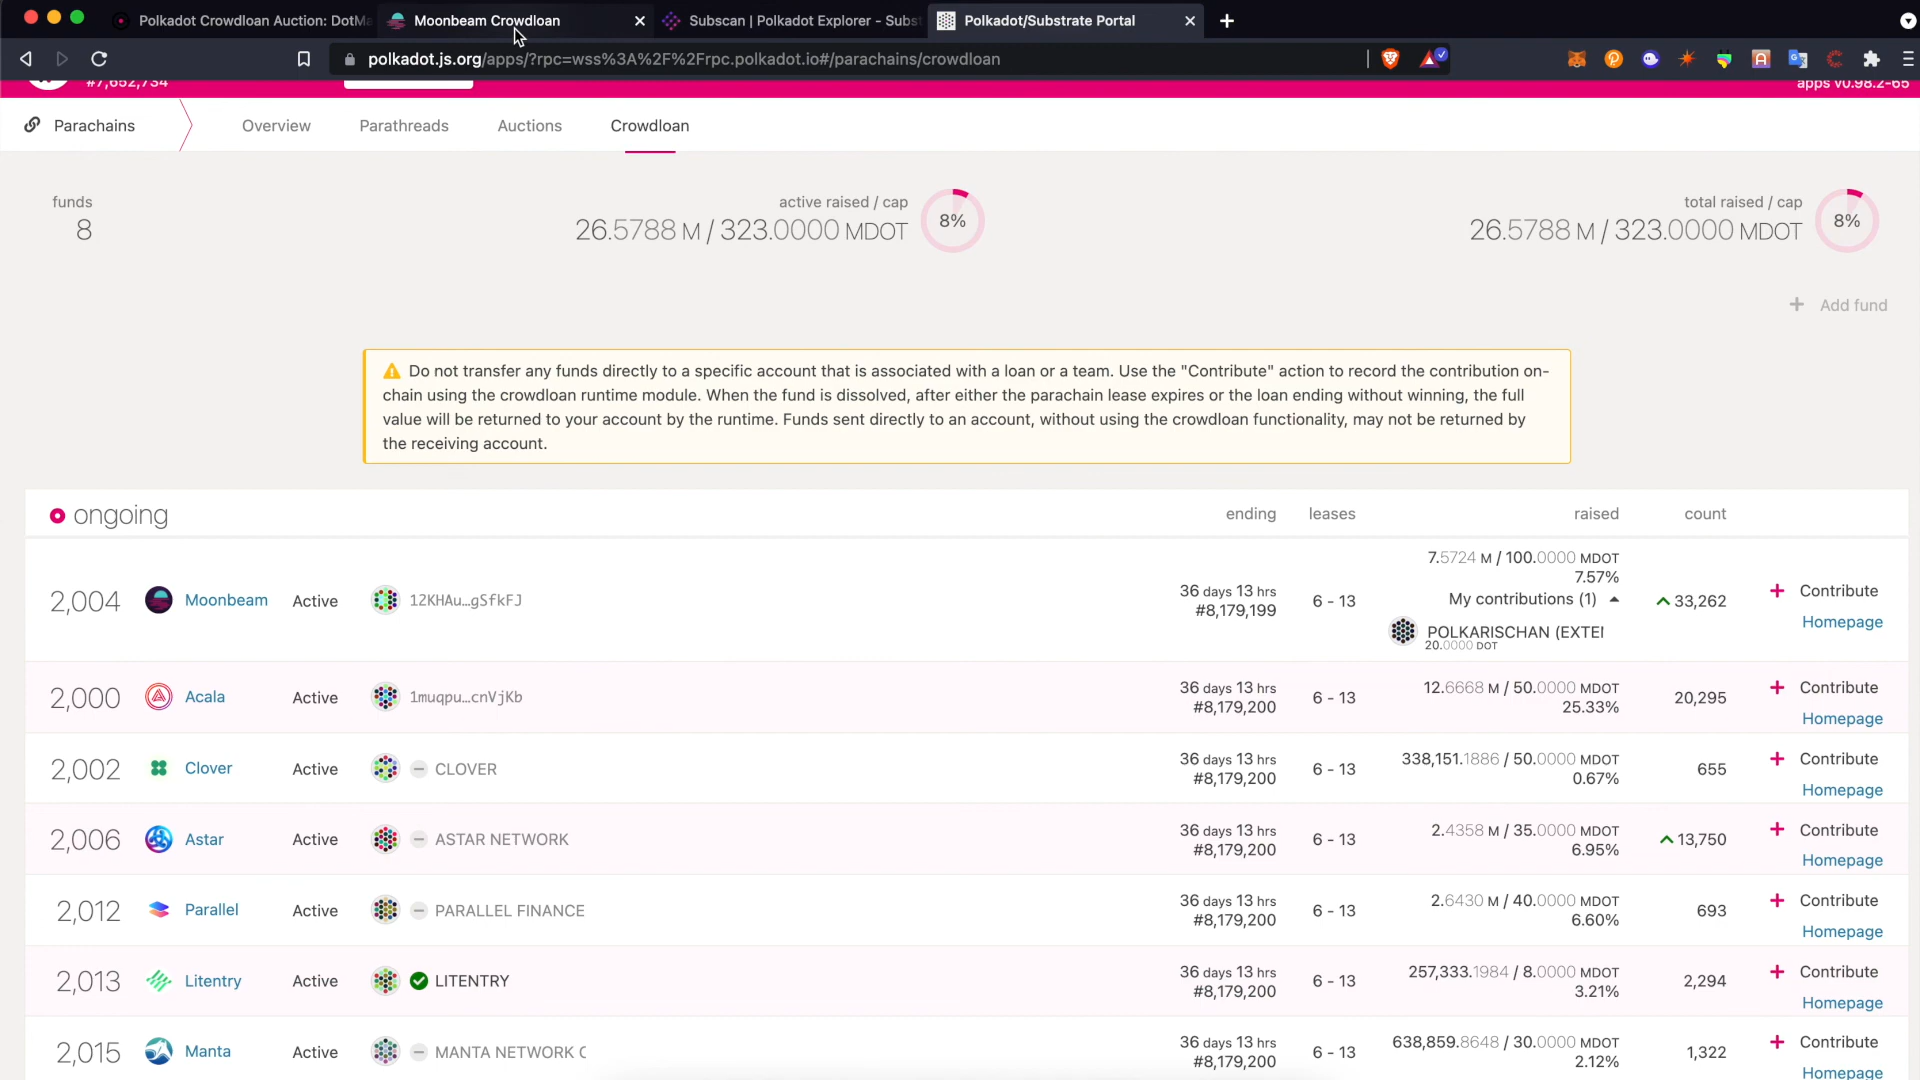 Polkadot Crowdloan Auction: DotMa
Moonbeam Crowdloan
Subscan | Polkadot Explorer - Subs
Polkadot/Substrate Portal
polkadot.js.org/apps/?rpc=wss%3A%2F%2Frpc.polkadot.io#/parachains/crowdloan
#7,652,734
apps v0.98.2-65
Parachains
Overview
Parathreads
Auctions
Crowdloan
funds
8
active raised / cap
26.5788 M / 323.0000 MDOT
8%
total raised / cap
26.5788 M / 323.0000 MDOT
8%
+ Add fund
Do not transfer any funds directly to a specific account that is associated with a loan or a team. Use the "Contribute" action to record the contribution on-
chain using the crowdloan runtime module. When the fund is dissolved, after either the parachain lease expires or the loan ending without winning, the full
value will be returned to your account by the runtime. Funds sent directly to an account, without using the crowdloan functionality, may not be returned by
the receiving account.
ongoing ending leases raised count
2,004 Moonbeam Active 12KHAu...gSfkFJ
36 days 13 hrs
#8,179,199
6 - 13
7.5724 M / 100.0000 MDOT
7.57%
My contributions (1)
POLKARISCHAN (EXTE
20.0000 DOT
33,262
+ Contribute
Homepage
2,000 Acala Active 1muqpu...cnVjKb
36 days 13 hrs
#8,179,200
6 - 13
12.6668 M / 50.0000 MDOT
25.33%
20,295
+ Contribute
Homepage
2,002 Clover Active CLOVER
36 days 13 hrs
#8,179,200
6 - 13
338,151.1886 / 50.0000 MDOT
0.67%
655
+ Contribute
Homepage
2,006 Astar Active ASTAR NETWORK
36 days 13 hrs
#8,179,200
6 - 13
2.4358 M / 35.0000 MDOT
6.95%
13,750
+ Contribute
Homepage
2,012 Parallel Active PARALLEL FINANCE
36 days 13 hrs
#8,179,200
6 - 13
2.6430 M / 40.0000 MDOT
6.60%
693
+ Contribute
Homepage
2,013 Litentry Active LITENTRY
36 days 13 hrs
#8,179,200
6 - 13
257,333.1984 / 8.0000 MDOT
3.21%
2,294
+ Contribute
Homepage
2,015 Manta Active MANTA NETWORK C
36 days 13 hrs
#8,179,200
6 - 13
638,859.8648 / 30.0000 MDOT
2.12%
1,322
+ Contribute
Homepage